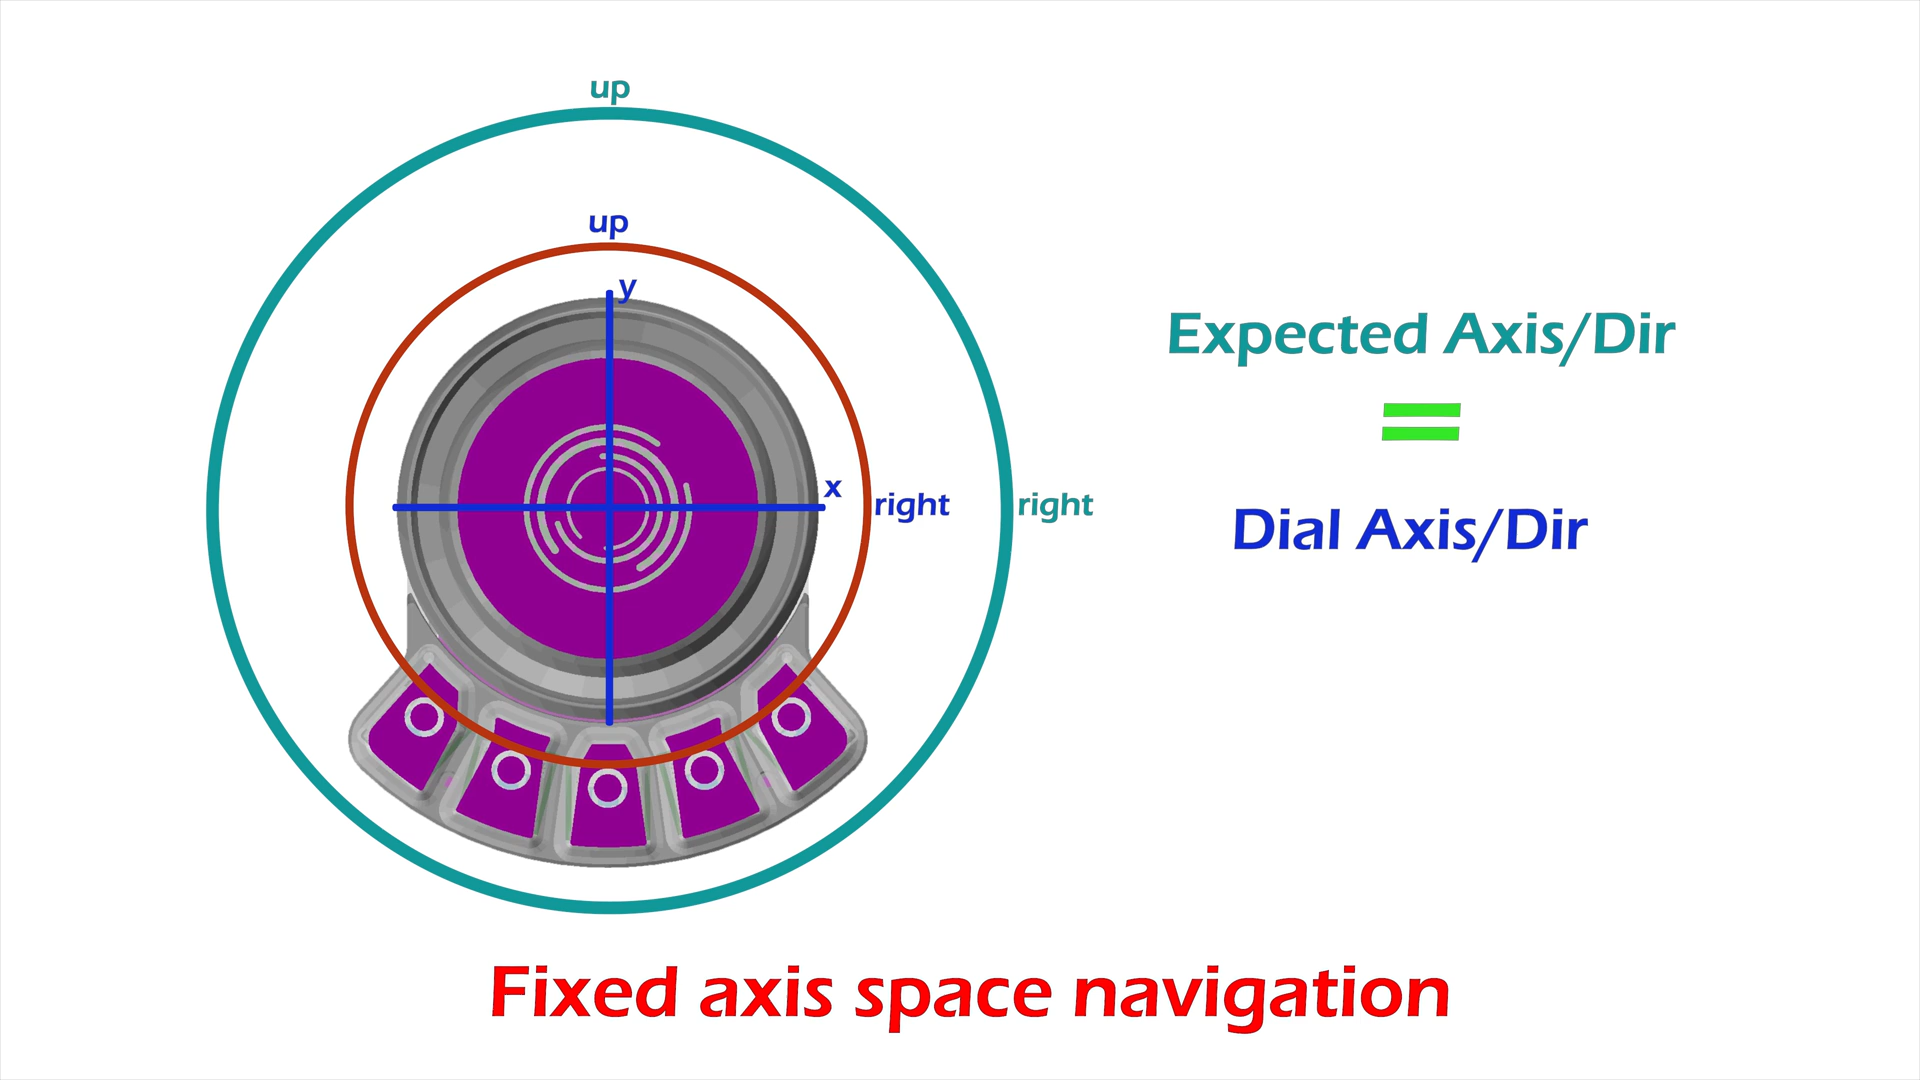 up
up
y
x
right
right
Expected Axis/Dir
=
Dial Axis/Dir
Fixed axis space navigation